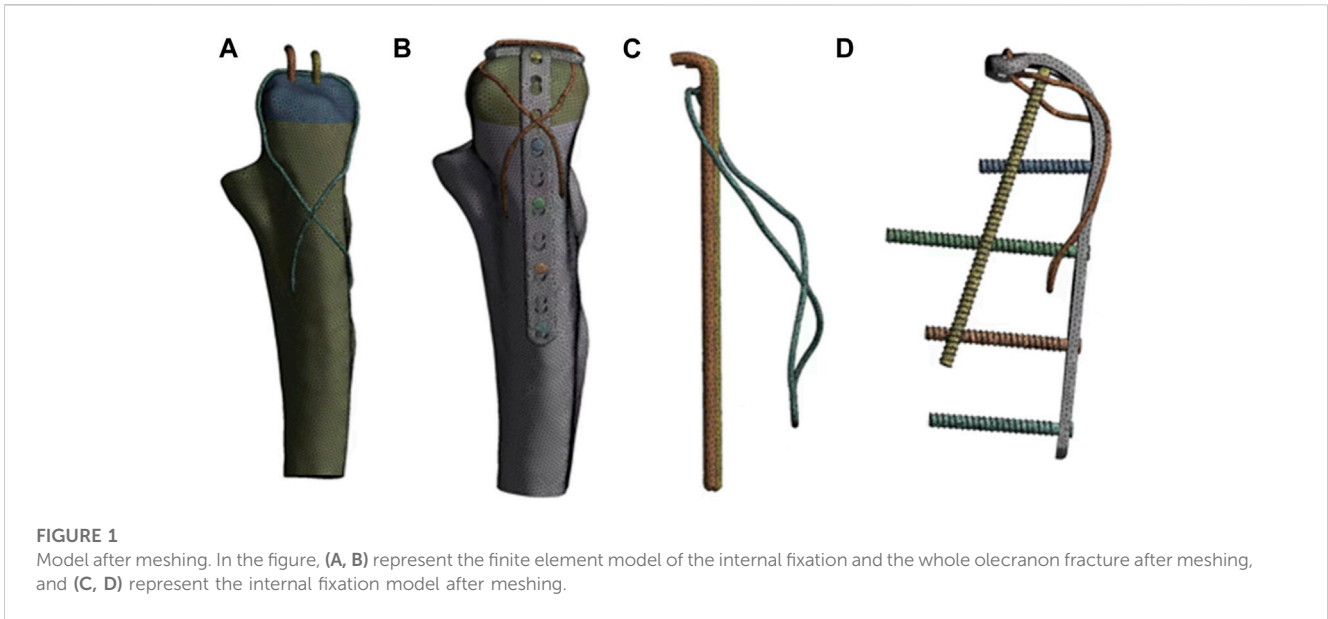 A B C D
FIGURE 1
Model after meshing. In the figure, (A, B) represent the finite element model of the internal fixation and the whole olecranon fracture after meshing,
and (C, D) represent the internal fixation model after meshing.